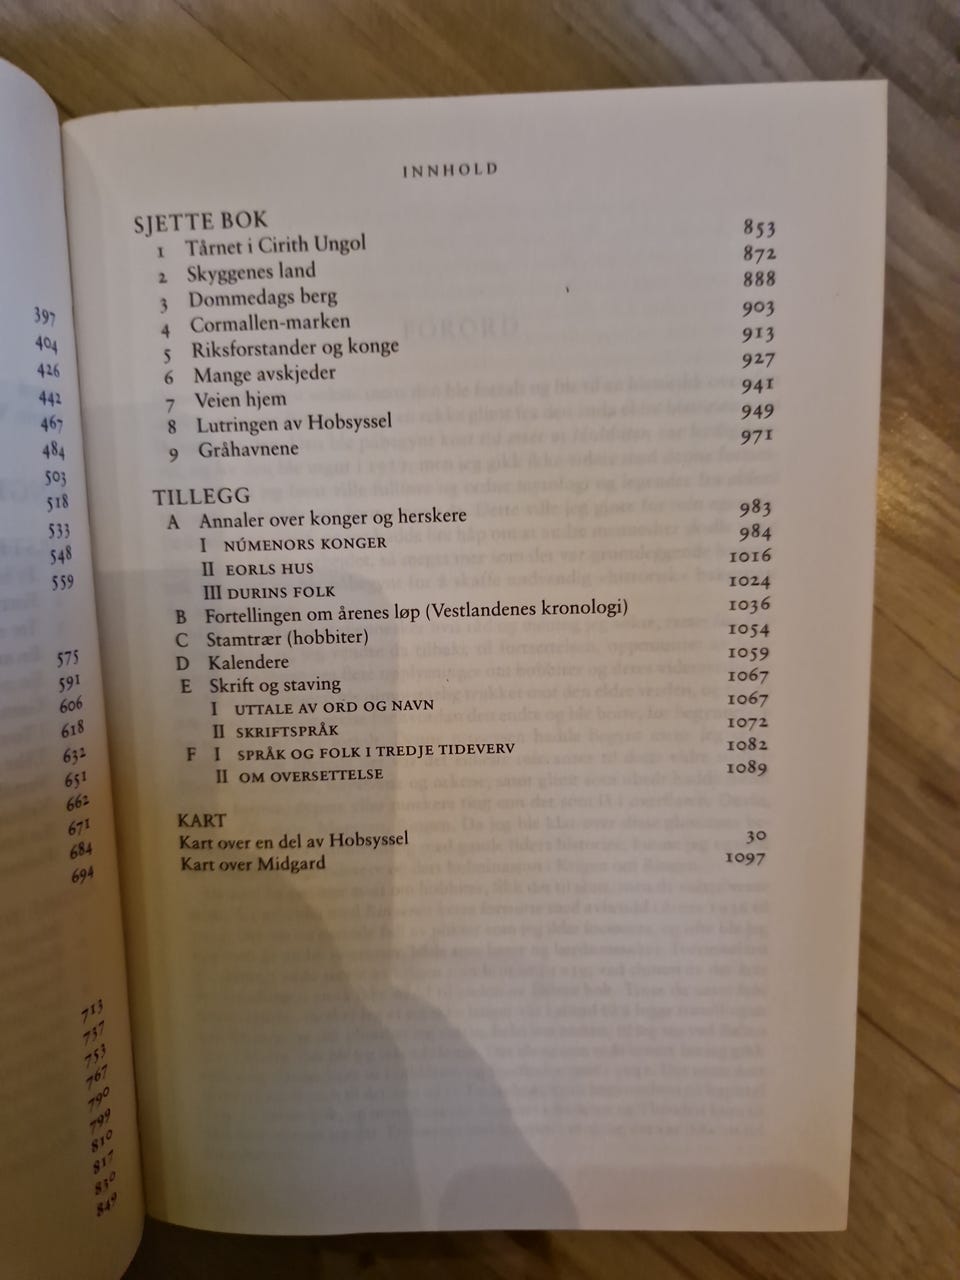 397
404
426
442
467
484
503
518
533
548
559
575
591
606
618
632
651
662
671
684
694
713
737
753
767
790
799
810
817
830
849
INNHOLD
SJETTE BOK
1 Tårnet i Cirith Ungol 853
2 Skyggenes land 872
3 Dommedags berg 888
4 Cormallen-marken 903
5 Riksforstander og konge 913
6 Mange avskjeder 927
7 Veien hjem 941
8 Lutringen av Hobsyssel 949
9 Gråhavnene 971
TILLEGG
A Annaler over konger og herskere 983
I NÚMENORS KONGER 984
II EORLS HUS 1016
III DURINS FOLK 1024
B Fortellingen om årenes løp (Vestlandenes kronologi) 1036
C Stamtrær (hobbiter) 1054
D Kalendere 1059
E Skrift og staving 1067
I UTTALE AV ORD OG NAVN 1067
II SKRIFTSPRÅK 1072
F I SPRÅK OG FOLK I TREDJE TIDEVERV 1082
II OM OVERSETTELSE 1089
KART
Kart over en del av Hobsyssel 30
Kart over Midgard 1097